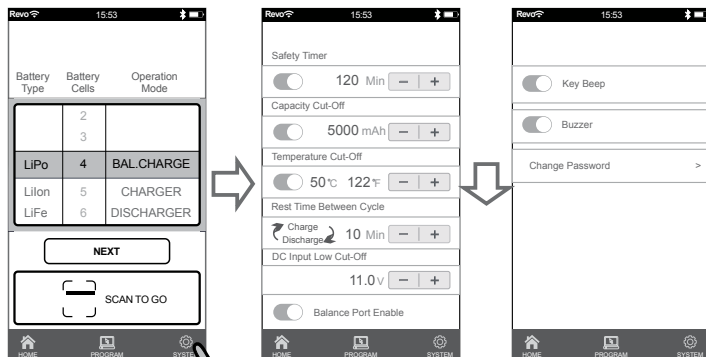 Revo 15:53
Battery Type Battery Cells Operation Mode
2
3
LiPo 4 BAL.CHARGE
LiIon 5 CHARGER
LiFe 6 DISCHARGER
NEXT
SCAN TO GO
HOME PROGRAM SYSTEM
Revo 15:53
Safety Timer
120 Min − | +
Capacity Cut-Off
5000 mAh − | +
Temperature Cut-Off
50℃ 122℉ − | +
Rest Time Between Cycle
Charge
Discharge 10 Min − | +
DC Input Low Cut-Off
11.0 V − | +
Balance Port Enable
HOME PROGRAM SYSTEM
Revo 15:53
Key Beep
Buzzer
Change Password >
HOME PROGRAM SYSTEM